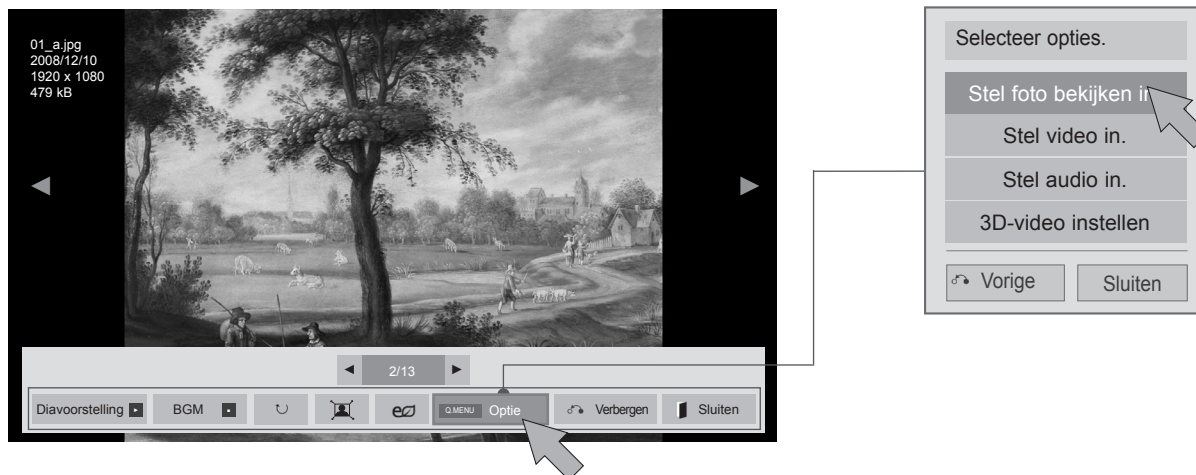 01_a.jpg
2008/12/10
1920 x 1080
479 kB
2/13
Diavoorstelling
BGM
Q.MENU Optie
Verbergen
Sluiten
Selecteer opties.
Stel foto bekijken in.
Stel video in.
Stel audio in.
3D-video instellen
Vorige
Sluiten